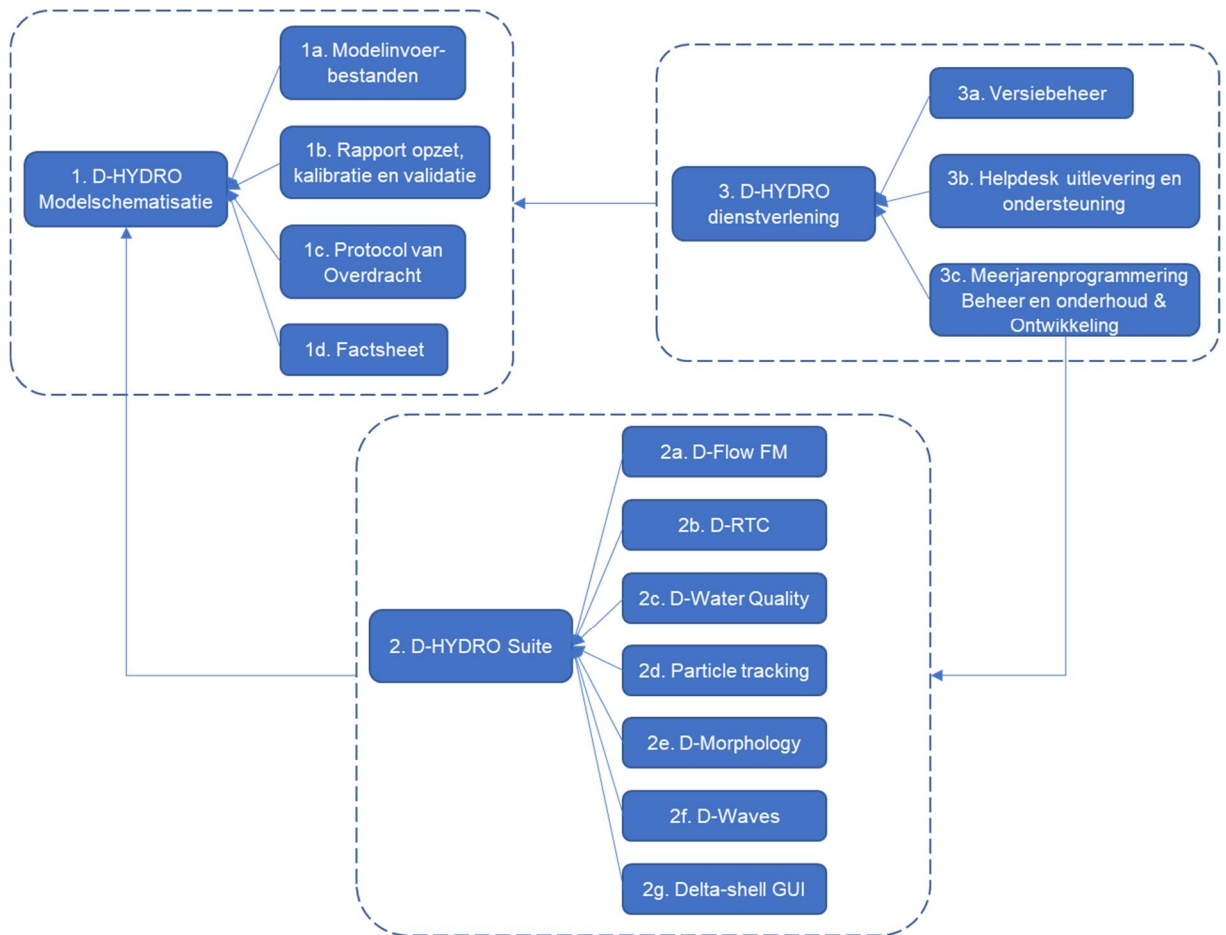 1. D-HYDRO
Modelschematisatie
1a. Modelinvoer-
bestanden
1b. Rapport opzet,
kalibratie en validatie
1c. Protocol van
Overdracht
1d. Factsheet
3. D-HYDRO
dienstverlening
3a. Versiebeheer
3b. Helpdesk uitlevering en
ondersteuning
3c. Meerjarenprogrammering
Beheer en onderhoud &
Ontwikkeling
2. D-HYDRO Suite
2a. D-Flow FM
2b. D-RTC
2c. D-Water Quality
2d. Particle tracking
2e. D-Morphology
2f. D-Waves
2g. Delta-shell GUI